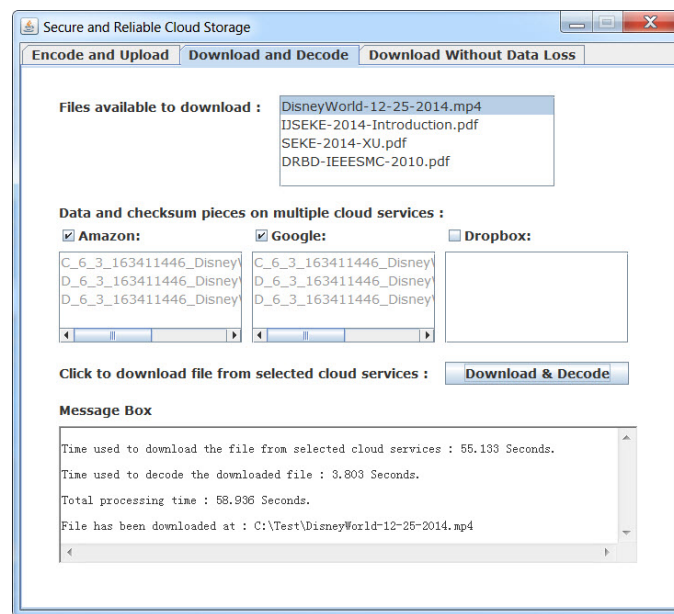 Secure and Reliable Cloud Storage
Encode and Upload Download and Decode Download Without Data Loss
Files available to download :
DisneyWorld-12-25-2014.mp4
IJSEKE-2014-Introduction.pdf
SEKE-2014-XU.pdf
DRBD-IEEESMC-2010.pdf
Data and checksum pieces on multiple cloud services :
Amazon: Google: Dropbox:
C_6_3_163411446_Disney C_6_3_163411446_Disney
D_6_3_163411446_Disney D_6_3_163411446_Disney
D_6_3_163411446_Disney D_6_3_163411446_Disney
Click to download file from selected cloud services : Download & Decode
Message Box
Time used to download the file from selected cloud services : 55.133 Seconds.
Time used to decode the downloaded file : 3.803 Seconds.
Total processing time : 58.936 Seconds.
File has been downloaded at : C:\Test\DisneyWorld-12-25-2014.mp4